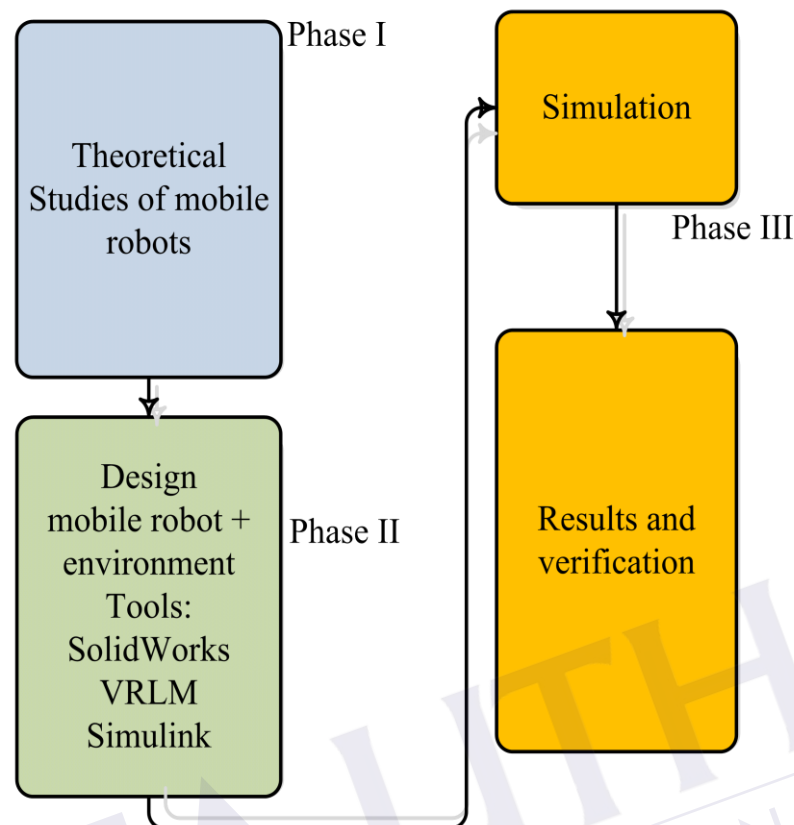 Phase I
Theoretical
Studies of mobile
robots
Design
mobile robot +
environment
Tools:
SolidWorks
VRLM
Simulink
Phase II
Simulation
Phase III
Results and
verification